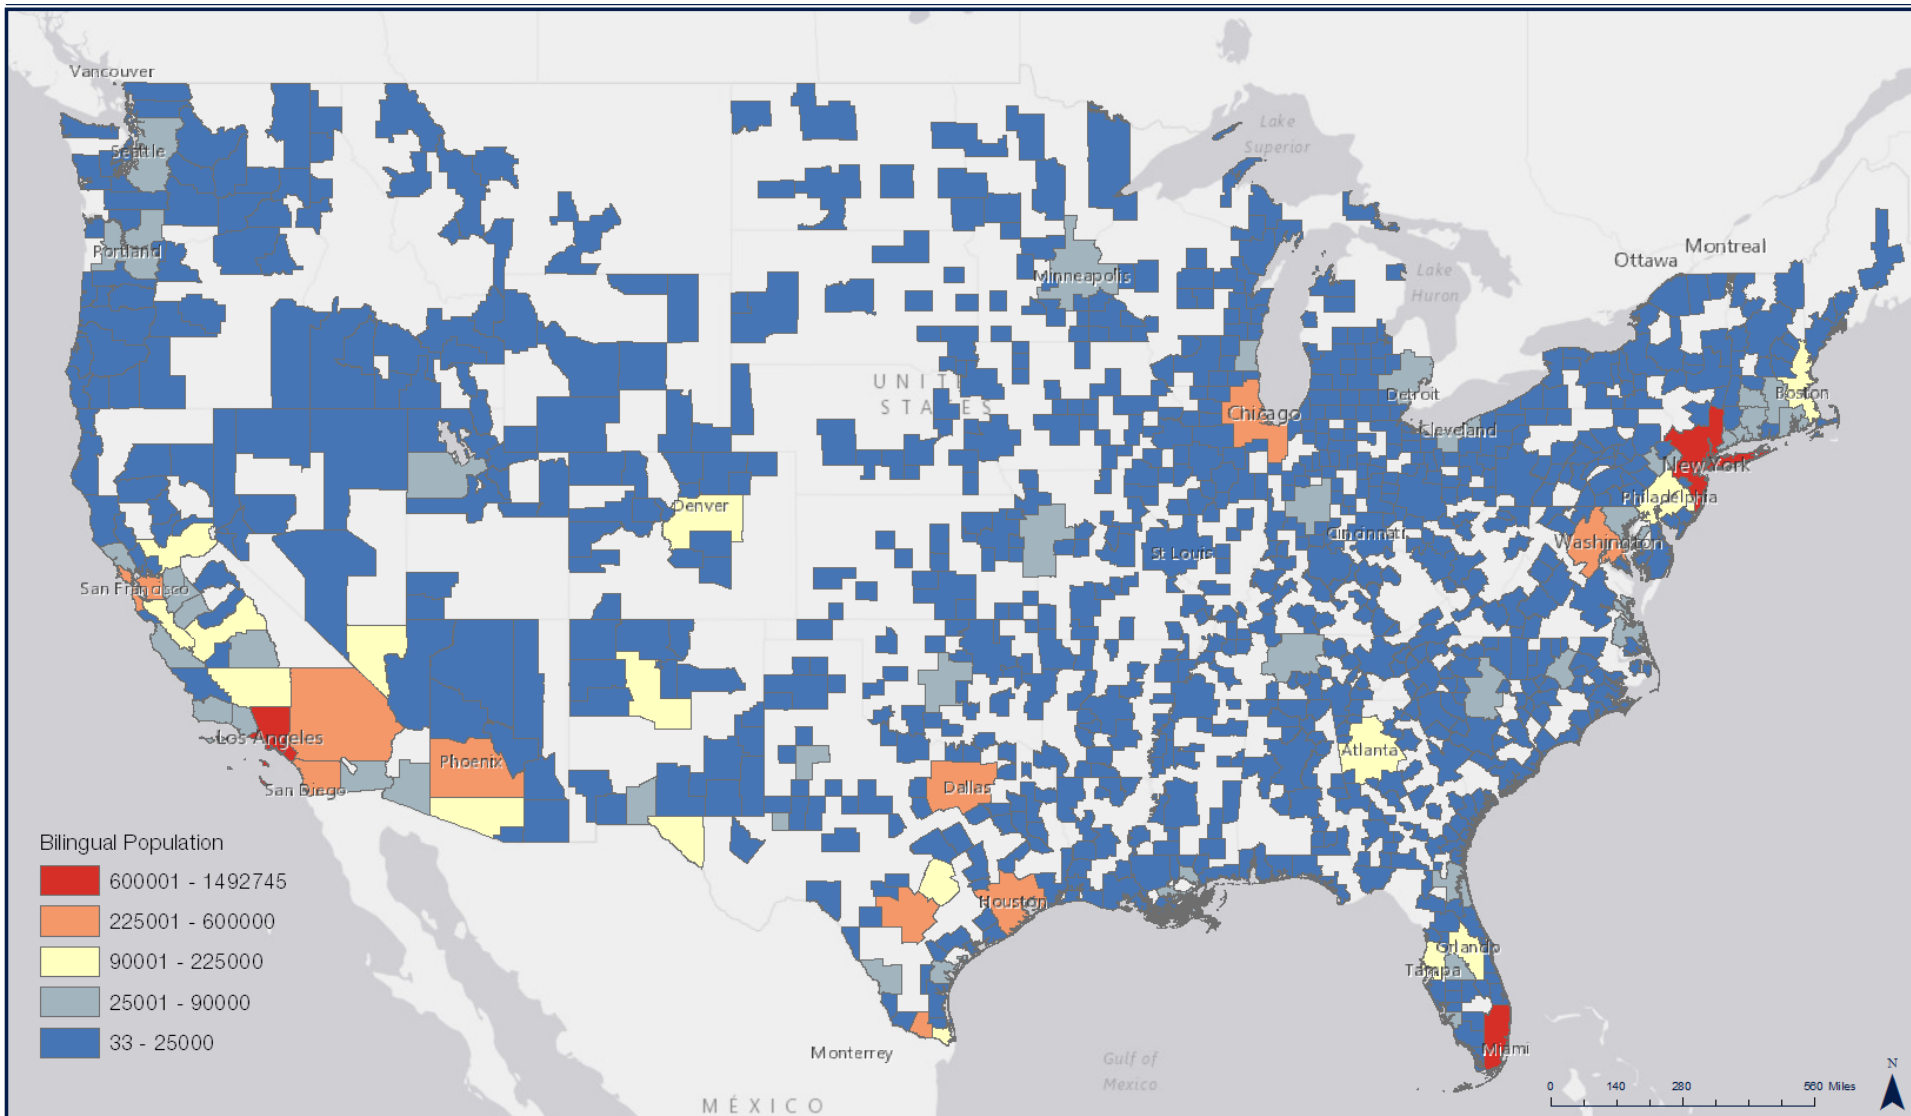 Vancouver
Seattle
Portland
Lake
Superior
Minneapolis
Lake
Huron
Ottawa
Montreal
UNITE
STATES
Chicago
Detroit
Cleveland
Boston
New York
Philadelphia
Denver
St Louis
Cincinnati
Washington
San Francisco
Los Angeles
San Diego
Phoenix
Dallas
Atlanta
Houston
Orlando
Tampa
Miami
Monterrey
Gulf of
Mexico
MÉXICO
Bilingual Population
600001 - 1492745
225001 - 600000
90001 - 225000
25001 - 90000
33 - 25000
N
0 140 280 560 Miles